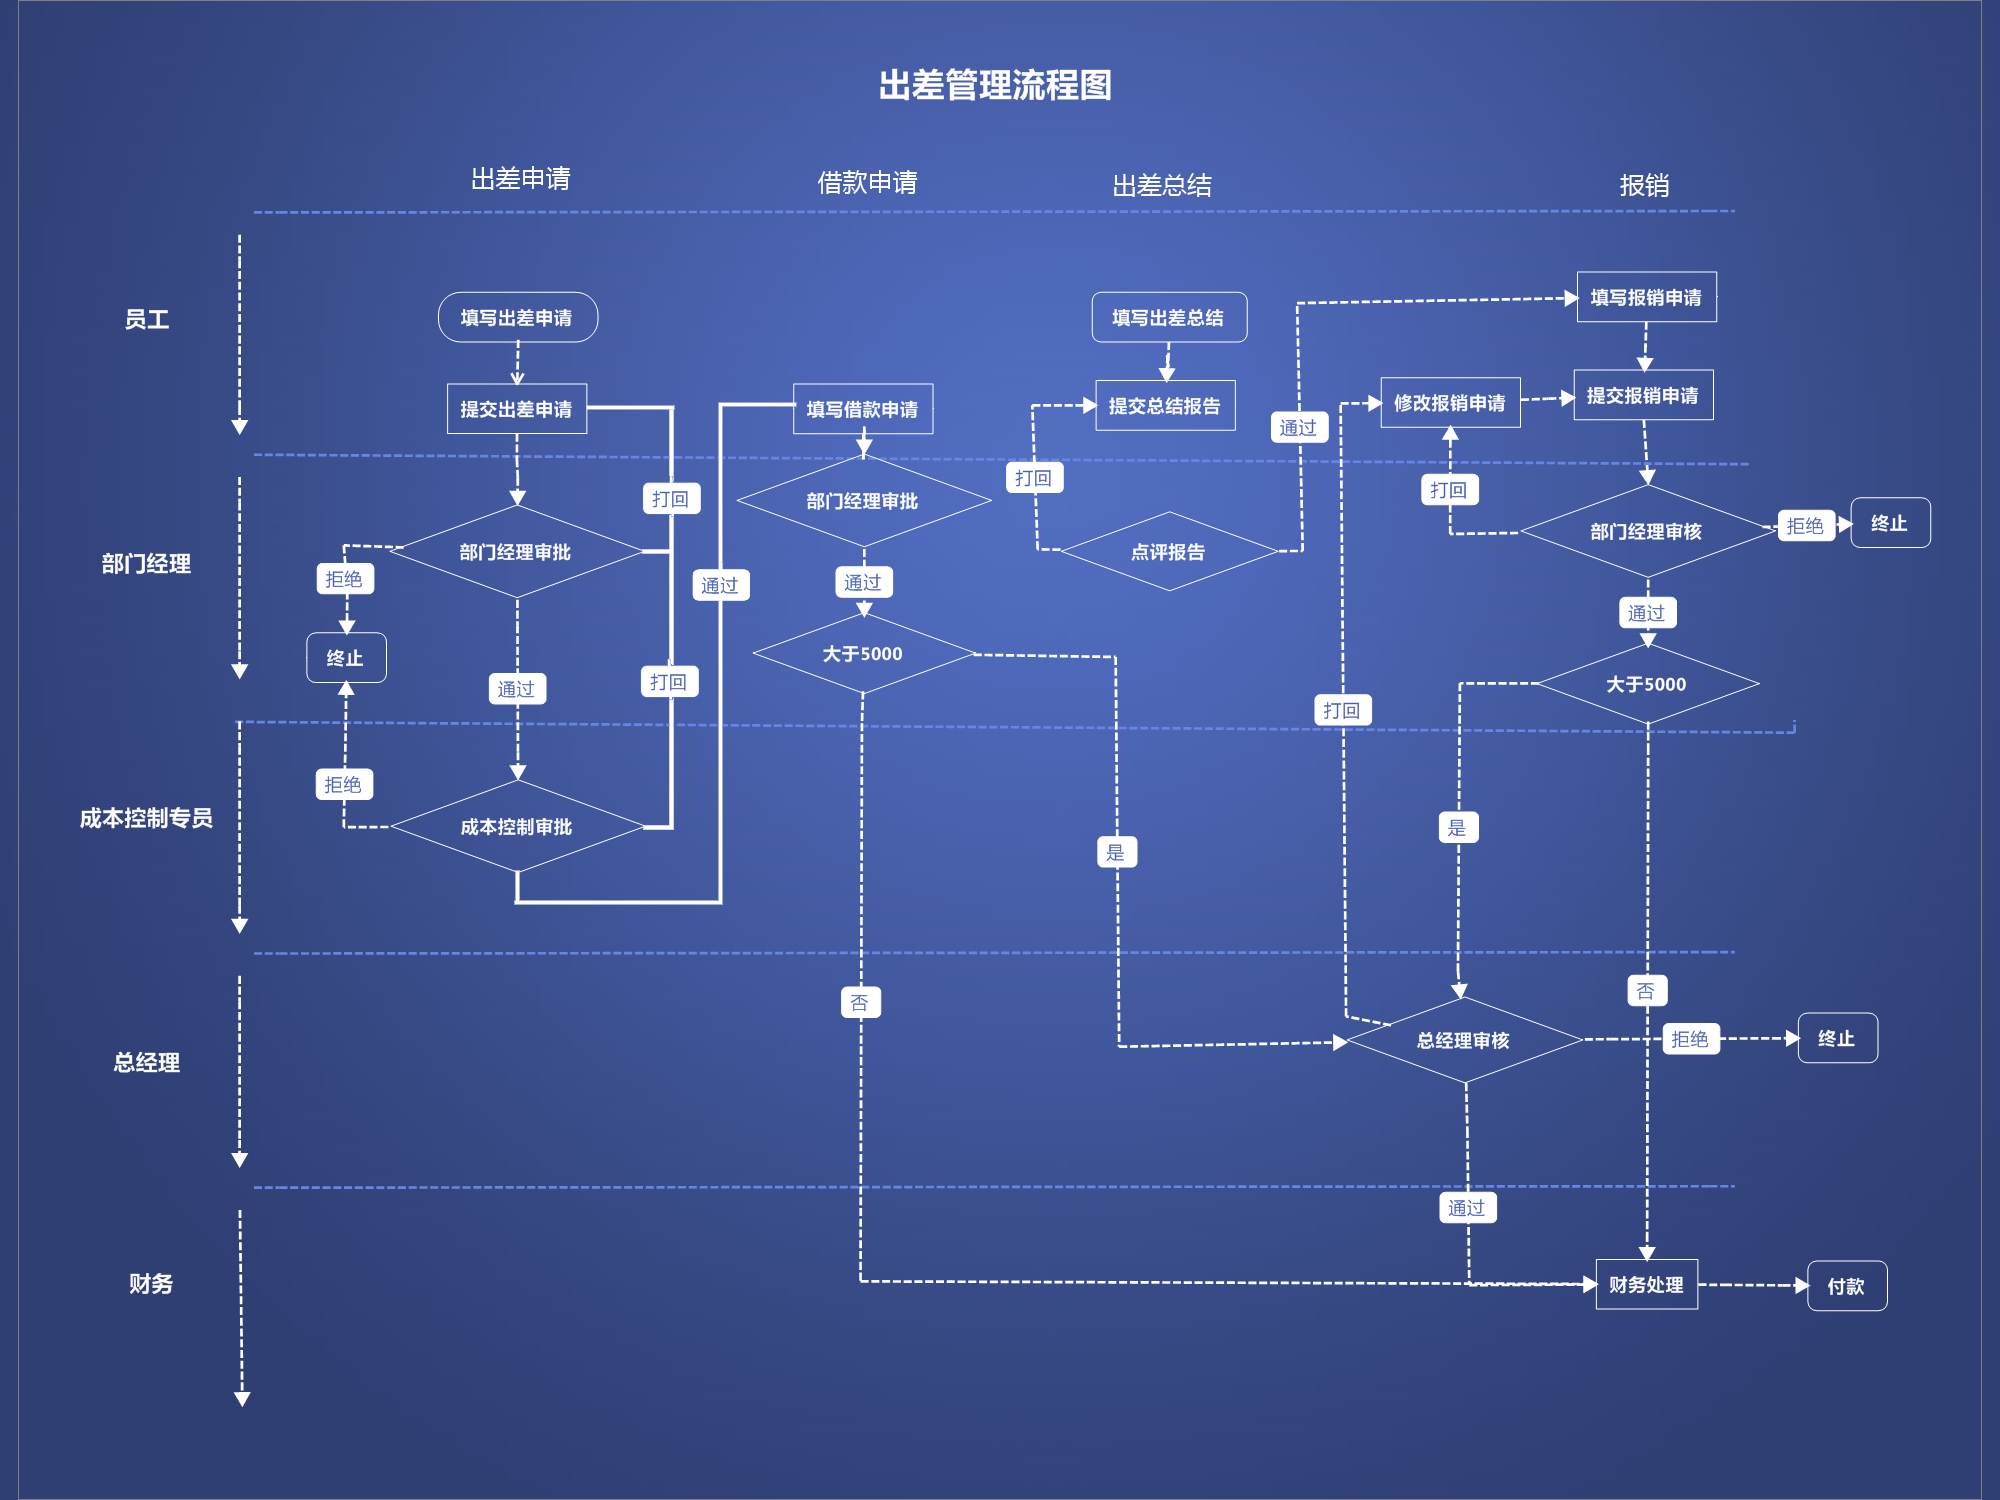 出差管理流程图
出差申请
借款申请
出差总结
报销
员工
填写出差申请
填写出差总结
填写报销申请
提交出差申请
填写借款申请
提交总结报告
修改报销申请
提交报销申请
通过
打回
打回
打回
部门经理
部门经理审批
部门经理审批
点评报告
部门经理审核
拒绝
终止
拒绝
通过
通过
通过
终止
大于5000
大于5000
通过
打回
打回
成本控制专员
拒绝
成本控制审批
是
是
否
否
总经理
总经理审核
拒绝
终止
通过
财务
财务处理
付款